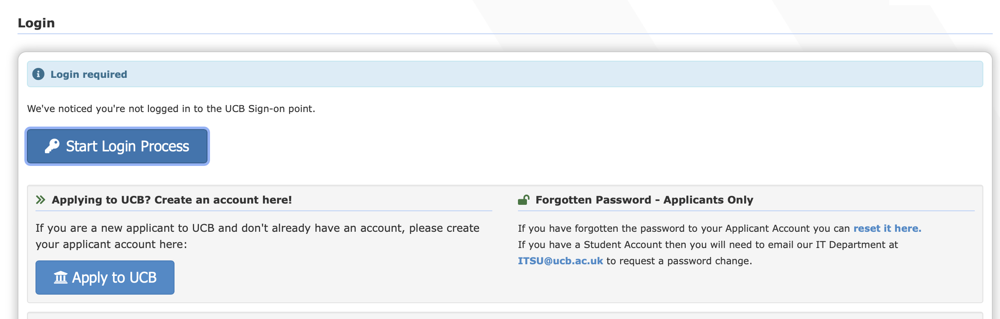 Login
Login required
We've noticed you're not logged in to the UCB Sign-on point.
Start Login Process
Applying to UCB? Create an account here!
If you are a new applicant to UCB and don't already have an account, please create
your applicant account here:
Apply to UCB
Forgotten Password - Applicants Only
If you have forgotten the password to your Applicant Account you can reset it here.
If you have a Student Account then you will need to email our IT Department at
ITSU@ucb.ac.uk to request a password change.